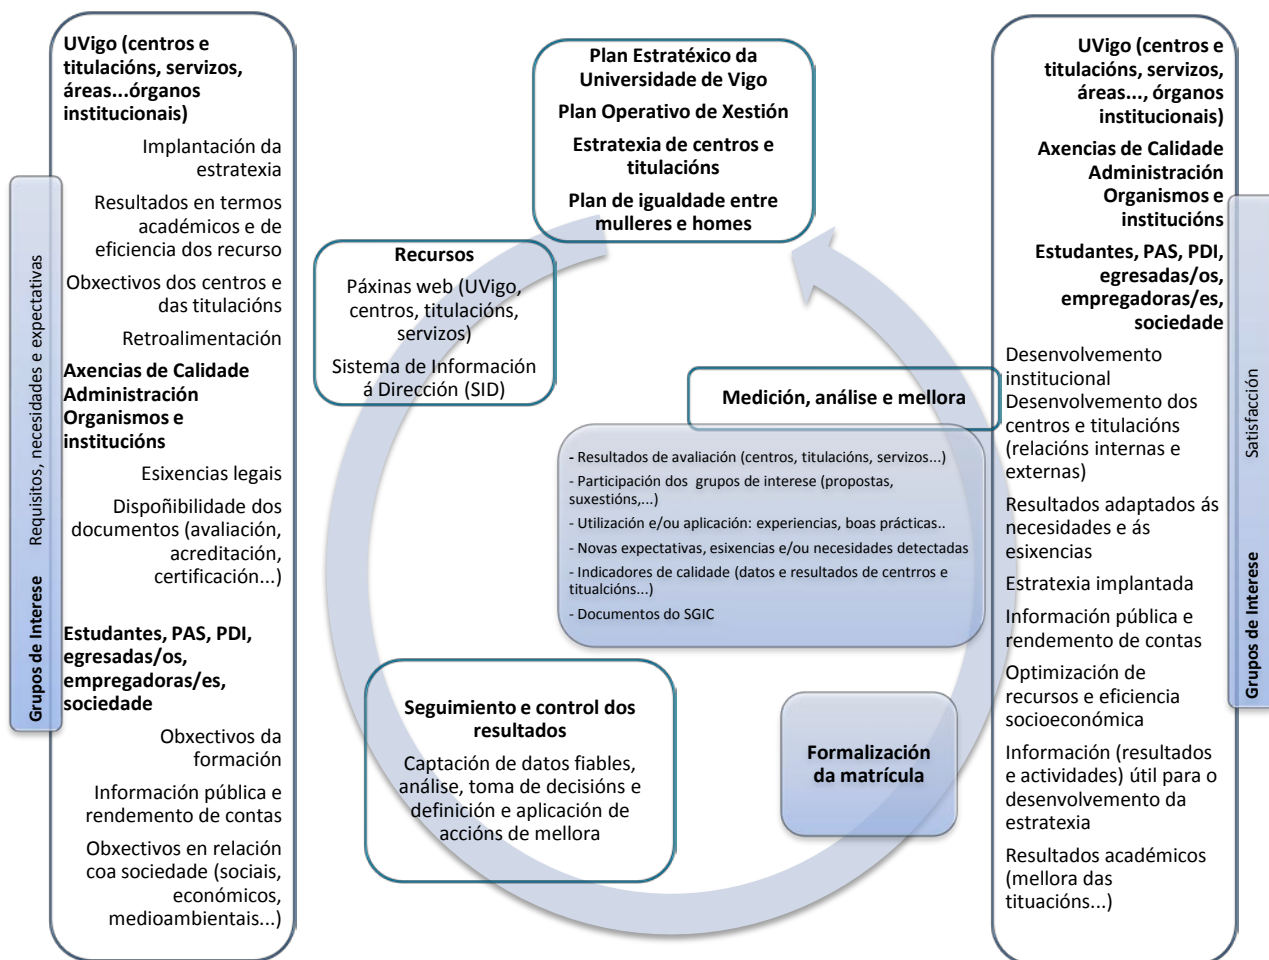 UVigo (centros e
titulacións, servizos,
áreas...órganos
institucionais)
Implantación da
estratexia
Resultados en termos
académicos e de
eficiencia dos recurso
Obxectivos dos centros e
das titulacións
Retroalimentación
Axencias de Calidade
Administración
Organismos e
institucións
Esixencias legais
Dispoñibilidade dos
documentos (avaliación,
acreditación,
certificación...)
Estudantes, PAS, PDI,
egresadas/os,
empregadoras/es,
sociedade
Obxectivos da
formación
Información pública e
rendemento de contas
Obxectivos en relación
coa sociedade (sociais,
económicos,
medioambientais...)
Grupos de Interese Requisitos, necesidades e expectativas
Plan Estratéxico da
Universidade de Vigo
Plan Operativo de Xestión
Estratexia de centros e
titulacións
Plan de igualdade entre
mulleres e homes
Recursos
Páxinas web (UVigo,
centros, titulacións,
servizos)
Sistema de Información
á Dirección (SID)
Medición, análise e mellora
- Resultados de avaliación (centros, titulacións, servizos...)
- Participación dos grupos de interese (propostas,
suxestións,...)
- Utilización e/ou aplicación: experiencias, boas prácticas..
- Novas expectativas, esixencias e/ou necesidades detectadas
- Indicadores de calidade (datos e resultados de centrros e
titualcións...)
- Documentos do SGIC
Seguimiento e control dos
resultados
Captación de datos fiables,
análise, toma de decisións e
definición e aplicación de
accións de mellora
Formalización
da matrícula
UVigo (centros e
titulacións, servizos,
áreas..., órganos
institucionais)
Axencias de Calidade
Administración
Organismos e
institucións
Estudantes, PAS, PDI,
egresadas/os,
empregadoras/es,
sociedade
Desenvolvemento
institucional
Desenvolvemento dos
centros e titulacións
(relacións internas e
externas)
Resultados adaptados ás
necesidades e ás
esixencias
Estratexia implantada
Información pública e
rendemento de contas
Optimización de
recursos e eficiencia
socioeconómica
Información (resultados
e actividades) útil para o
desenvolvemento da
estratexia
Resultados académicos
(mellora das
tituacións...)
Grupos de Interese Satisfacción